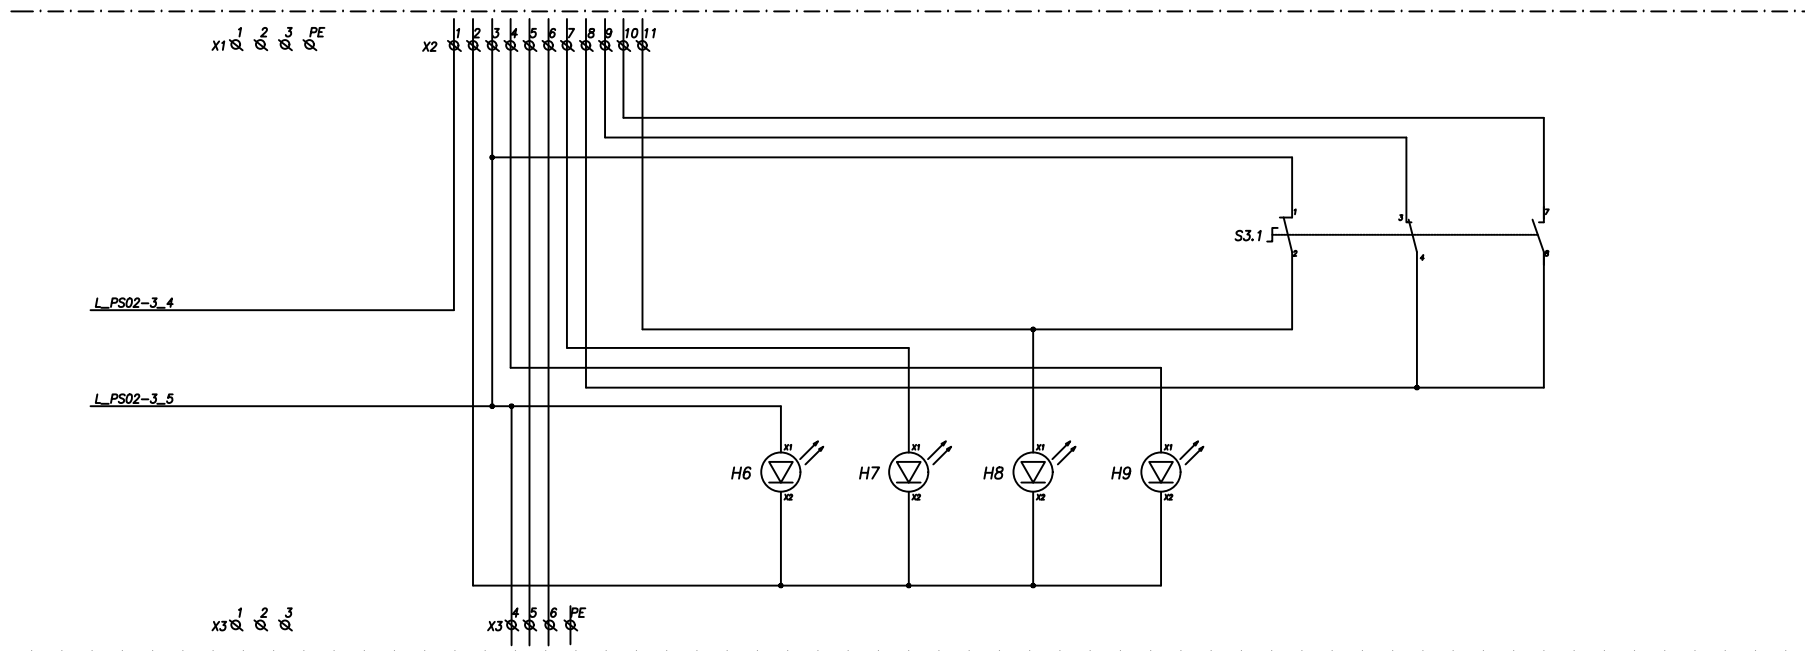 X1 1 2 3 PE
X2 1 2 3 4 5 6 7 8 9 10 11
1
3
7
S3.1
2
4
8
L_PS02-3_4
L_PS02-3_5
X1 X1 X1 X1
H6 H7 H8 H9
X2 X2 X2 X2
X3 1 2 3
X3 4 5 6 PE